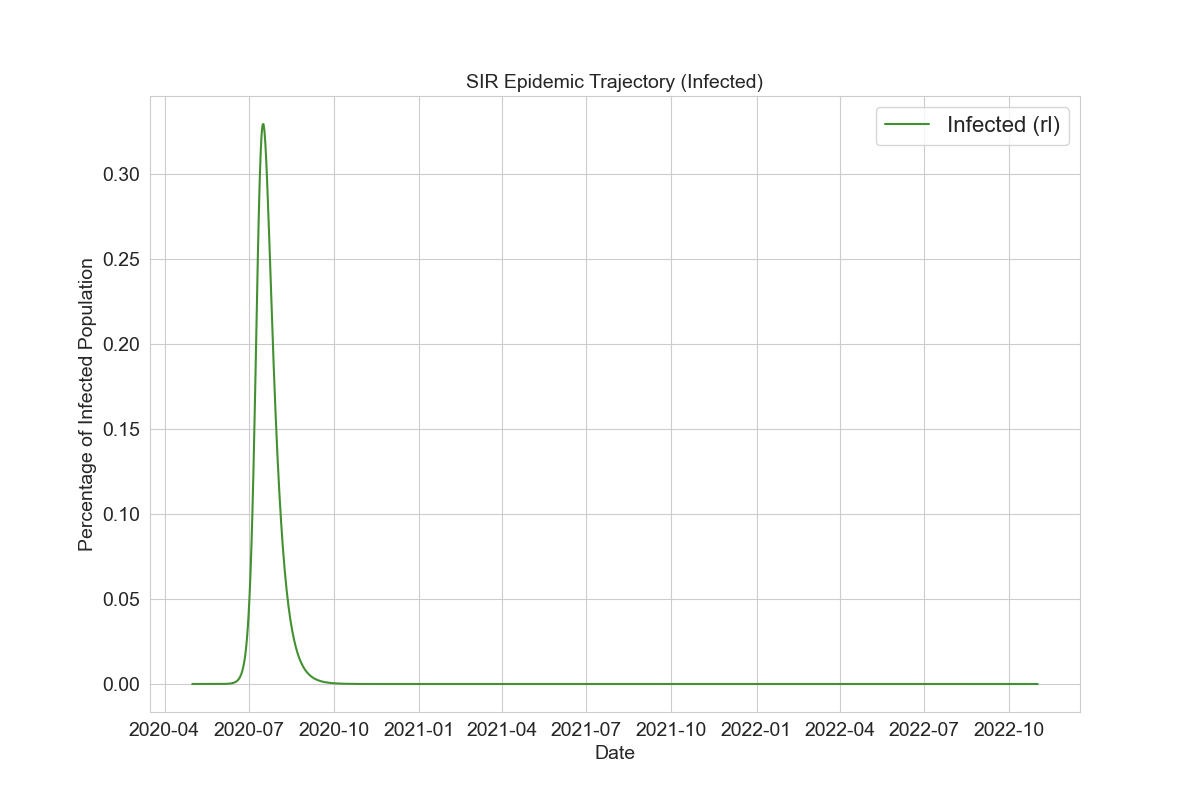 SIR Epidemic Trajectory (Infected)
Infected (rI)
Percentage of Infected Population
0.30
0.25
0.20
0.15
0.10
0.05
0.00
2020-04 2020-07 2020-10 2021-01 2021-04 2021-07 2021-10 2022-01 2022-04 2022-07 2022-10
Date